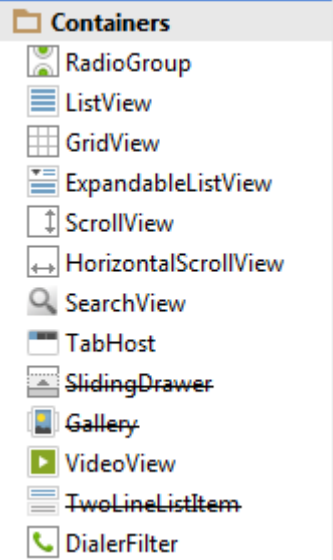 Containers
RadioGroup
ListView
GridView
ExpandableListView
ScrollView
HorizontalScrollView
SearchView
TabHost
SlidingDrawer
Gallery
VideoView
TwoLineListItem
DialerFilter